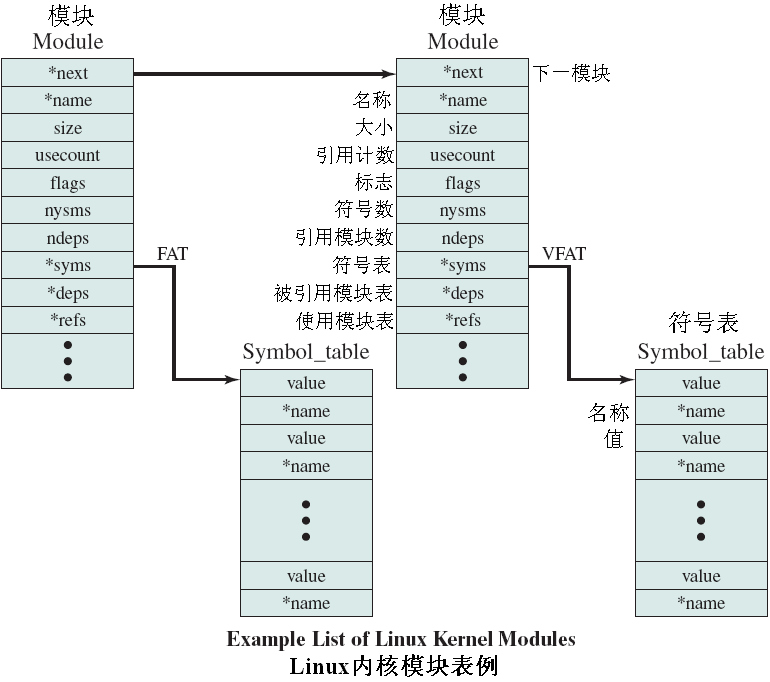 模块
Module
*next
*name
size
usecount
flags
nysms
ndeps
*syms
*deps
*refs
FAT
模块
Module
*next
*name
size
usecount
flags
nysms
ndeps
*syms
*deps
*refs
下一模块
名称
大小
引用计数
标志
符号数
引用模块数
符号表
被引用模块表
使用模块表
VFAT
Symbol_table
value
*name
value
*name
value
*name
符号表
Symbol_table
名称
值
value
*name
value
*name
value
*name
Example List of Linux Kernel Modules
Linux内核模块表例